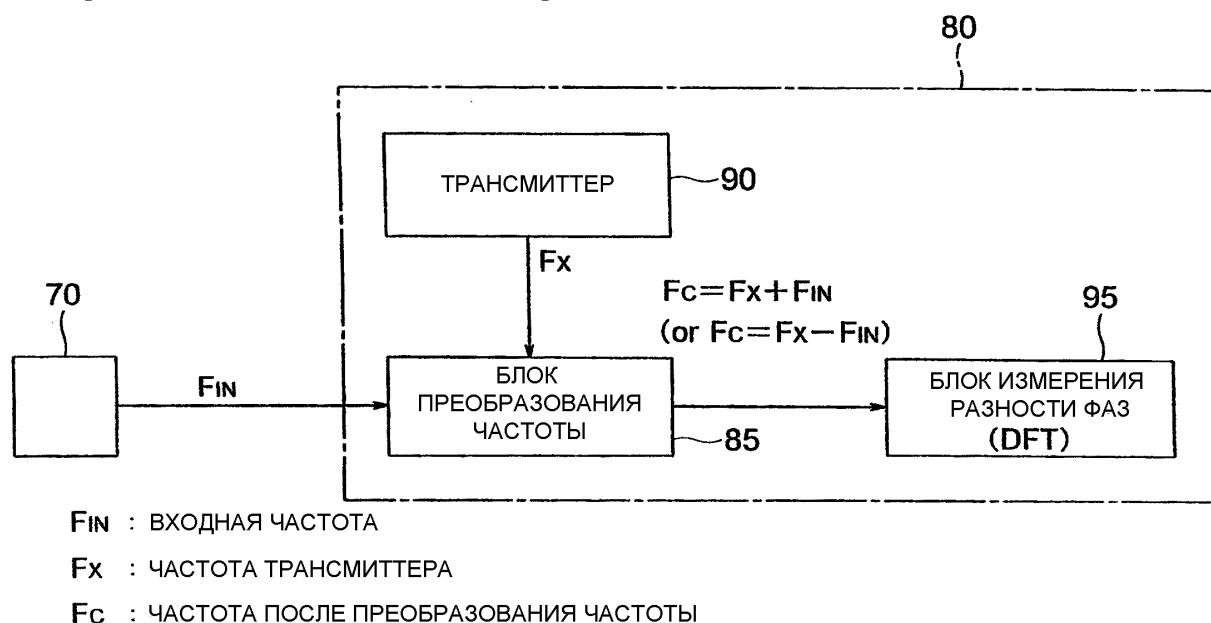 80
ТРАНСМИТТЕР
90
Fx
Fc=Fx+FIN
(or Fc=Fx−FIN)
70
95
FIN
БЛОК
ПРЕОБРАЗОВАНИЯ
ЧАСТОТЫ
85
БЛОК ИЗМЕРЕНИЯ
РАЗНОСТИ ФАЗ
(DFT)
FIN : ВХОДНАЯ ЧАСТОТА
Fx : ЧАСТОТА ТРАНСМИТТЕРА
Fc : ЧАСТОТА ПОСЛЕ ПРЕОБРАЗОВАНИЯ ЧАСТОТЫ